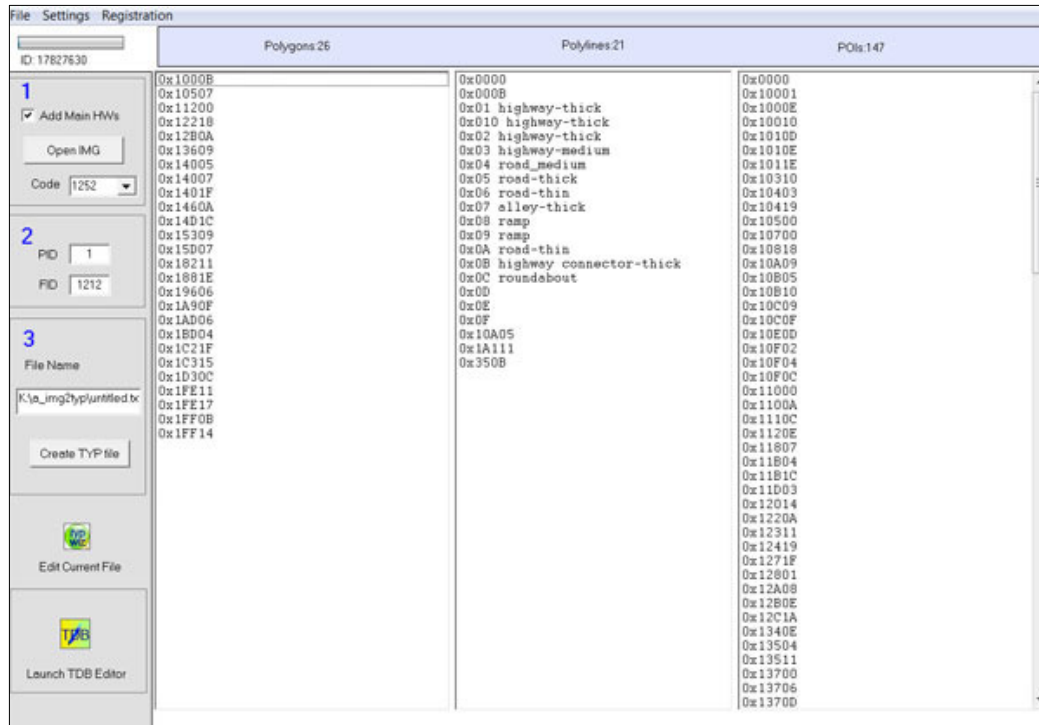 File Settings Registration
ID: 17827630
Polygons:26
Polylines:21
POIs:147
1
Add Main HWs
Open IMG
Code 1252
2
PID 1
FID 1212
3
File Name
K:\a_img2typ\untitled.tx
Create TYP file
Edit Current File
TDB
Launch TDB Editor
0x1000B
0x10507
0x11200
0x12218
0x12B0A
0x13609
0x14005
0x14007
0x1401F
0x1460A
0x14D1C
0x15309
0x15D07
0x18211
0x1881E
0x19606
0x1A90F
0x1AD06
0x1BD04
0x1C21F
0x1C315
0x1D30C
0x1FE11
0x1FE17
0x1FF0B
0x1FF14
0x0000
0x000B
0x01 highway-thick
0x010 highway-thick
0x02 highway-thick
0x03 highway-medium
0x04 road_medium
0x05 road-thick
0x06 road-thin
0x07 alley-thick
0x08 ramp
0x09 ramp
0x0A road-thin
0x0B highway connector-thick
0x0C roundabout
0x0D
0x0E
0x0F
0x10A05
0x1A111
0x350B
0x0000
0x10001
0x1000E
0x10010
0x1010D
0x1010E
0x1011E
0x10310
0x10403
0x10419
0x10500
0x10700
0x10818
0x10A09
0x10B05
0x10B10
0x10C09
0x10C0F
0x10E0D
0x10F02
0x10F04
0x10F0C
0x11000
0x1100A
0x1110C
0x1120E
0x11807
0x11B04
0x11B1C
0x11D03
0x12014
0x1220A
0x12311
0x12419
0x1271F
0x12801
0x12A08
0x12B0E
0x12C1A
0x1340E
0x13504
0x13511
0x13700
0x13706
0x1370D